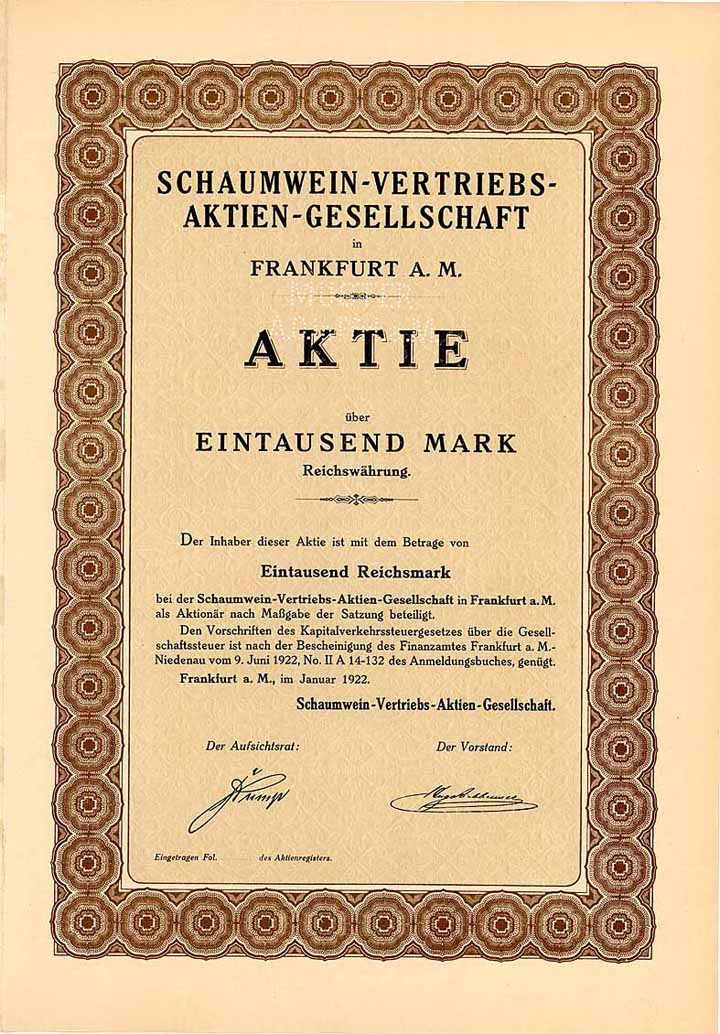 SCHAUMWEIN-VERTRIEBS-
AKTIEN-GESELLSCHAFT
in
FRANKFURT A. M.
MUSTER
AKTIE
über
EINTAUSEND MARK
Reichswährung.
Der Inhaber dieser Aktie ist mit dem Betrage von
Eintausend Reichsmark
bei der Schaumwein-Vertriebs-Aktien-Gesellschaft in Frankfurt a. M.
als Aktionär nach Maßgabe der Satzung beteiligt.
Den Vorschriften des Kapitalverkehrssteuergesetzes über die Gesell-
schaftssteuer ist nach der Bescheinigung des Finanzamtes Frankfurt a. M.-
Niedenau vom 9. Juni 1922, No. II A 14-132 des Anmeldungsbuches, genügt.
Frankfurt a. M., im Januar 1922.
Schaumwein-Vertriebs-Aktien-Gesellschaft.
Der Aufsichtsrat: Der Vorstand:
Eingetragen Fol. des Aktienregisters.